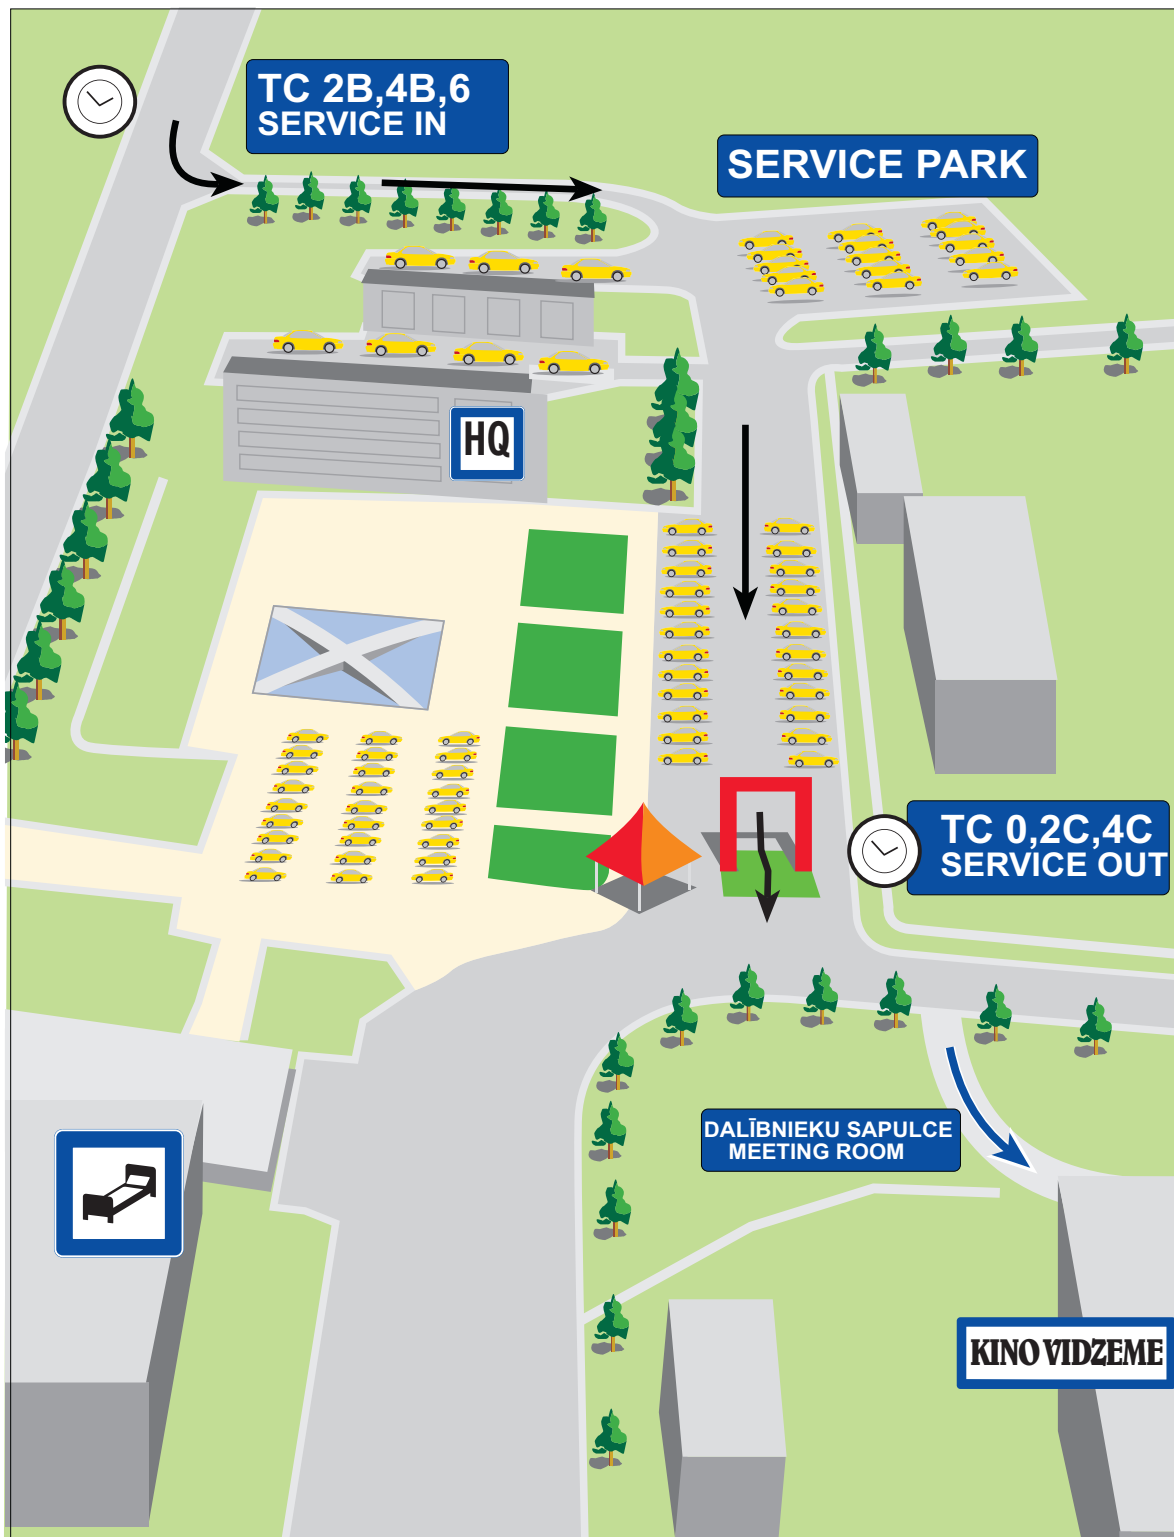 TC 2B,4B,6
SERVICE IN
SERVICE PARK
HQ
TC 0,2C,4C
SERVICE OUT
DALĪBNIEKU SAPULCE
MEETING ROOM
KINO VIDZEME